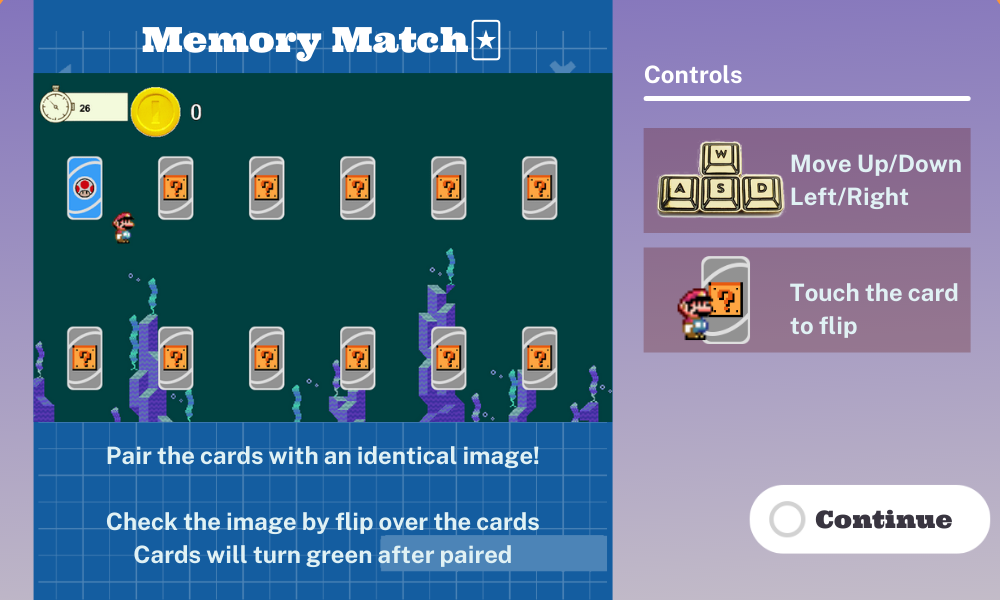 Memory Match
26
0
Pair the cards with an identical image!
Check the image by flip over the cards
Cards will turn green after paired
Controls
W
A S D
Move Up/Down
Left/Right
Touch the card
to flip
Continue